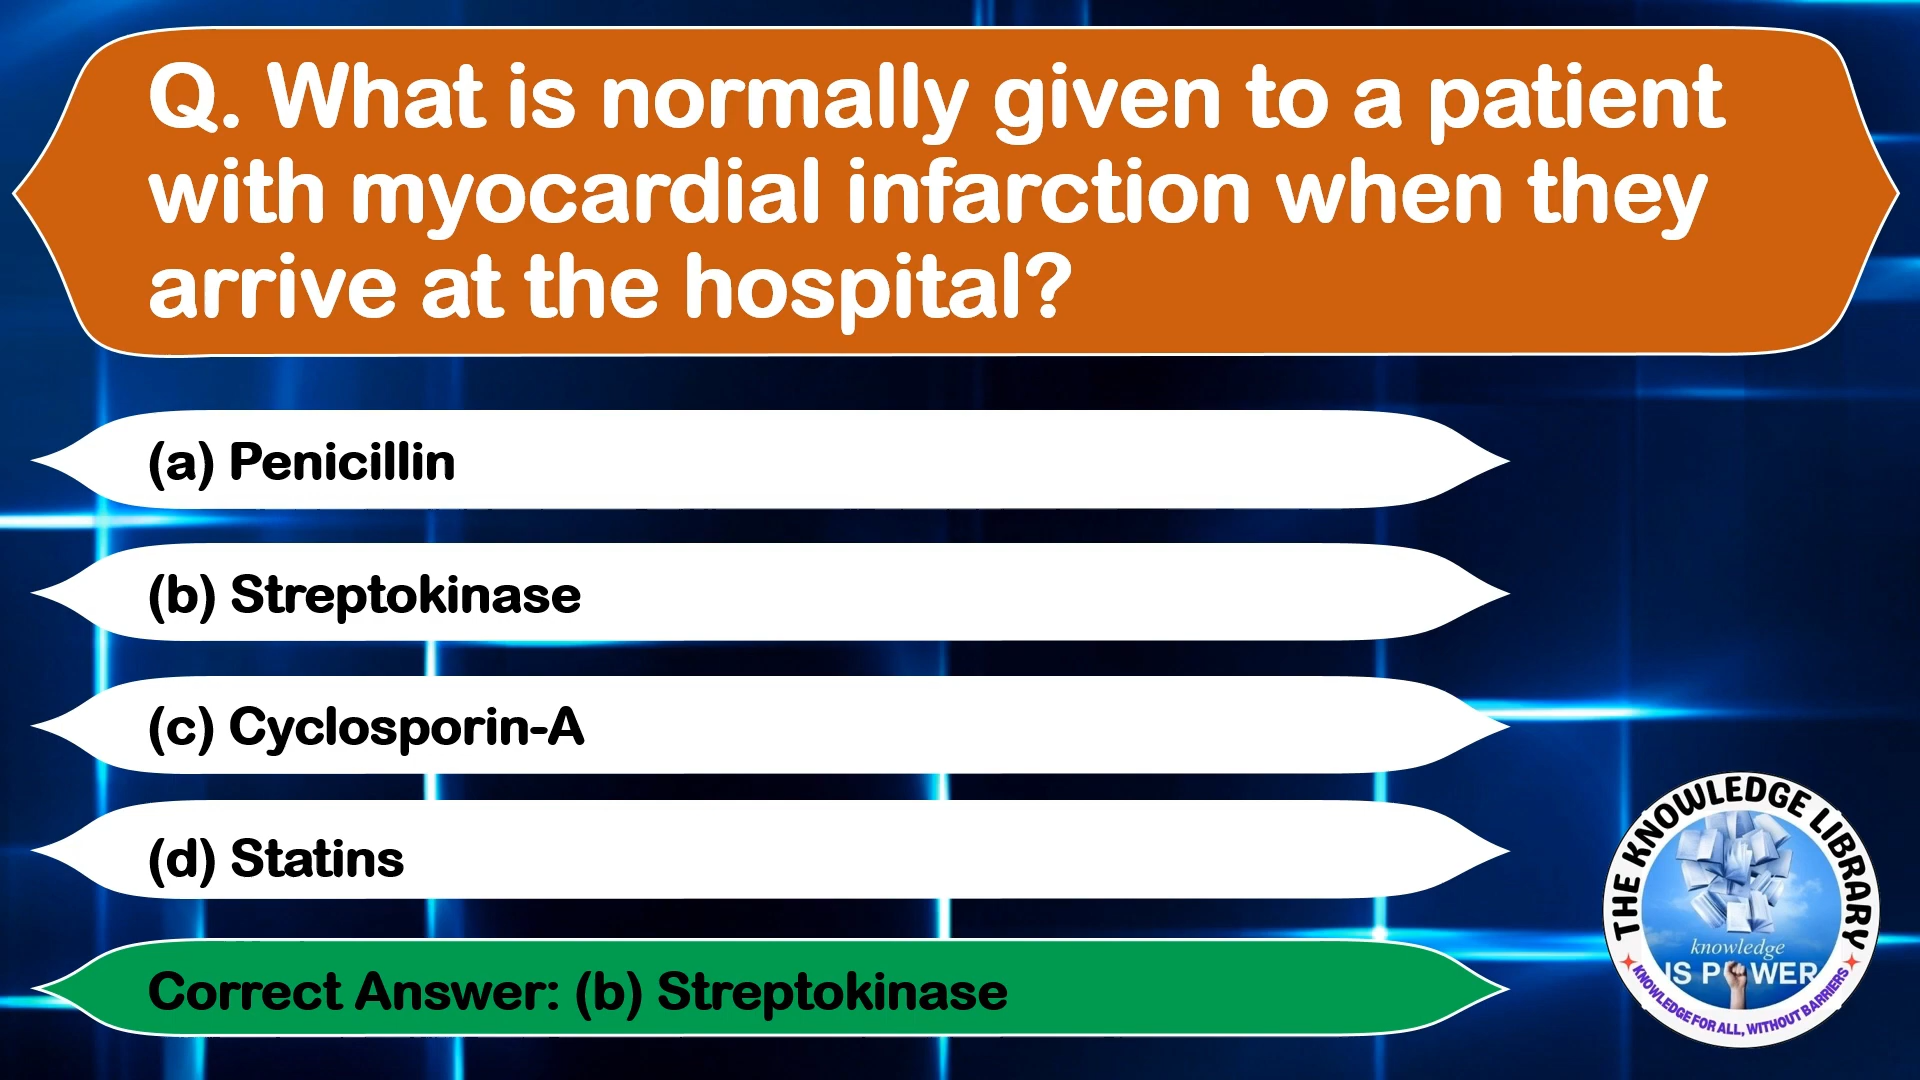 Q. What is normally given to a patient
with myocardial infarction when they
arrive at the hospital?
(a) Penicillin
(b) Streptokinase
(c) Cyclosporin-A
(d) Statins
Correct Answer: (b) Streptokinase
THE KNOWLEDGE LIBRARY
knowledge
IS POWER
KNOWLEDGE FOR ALL, WITHOUT BARRIERS